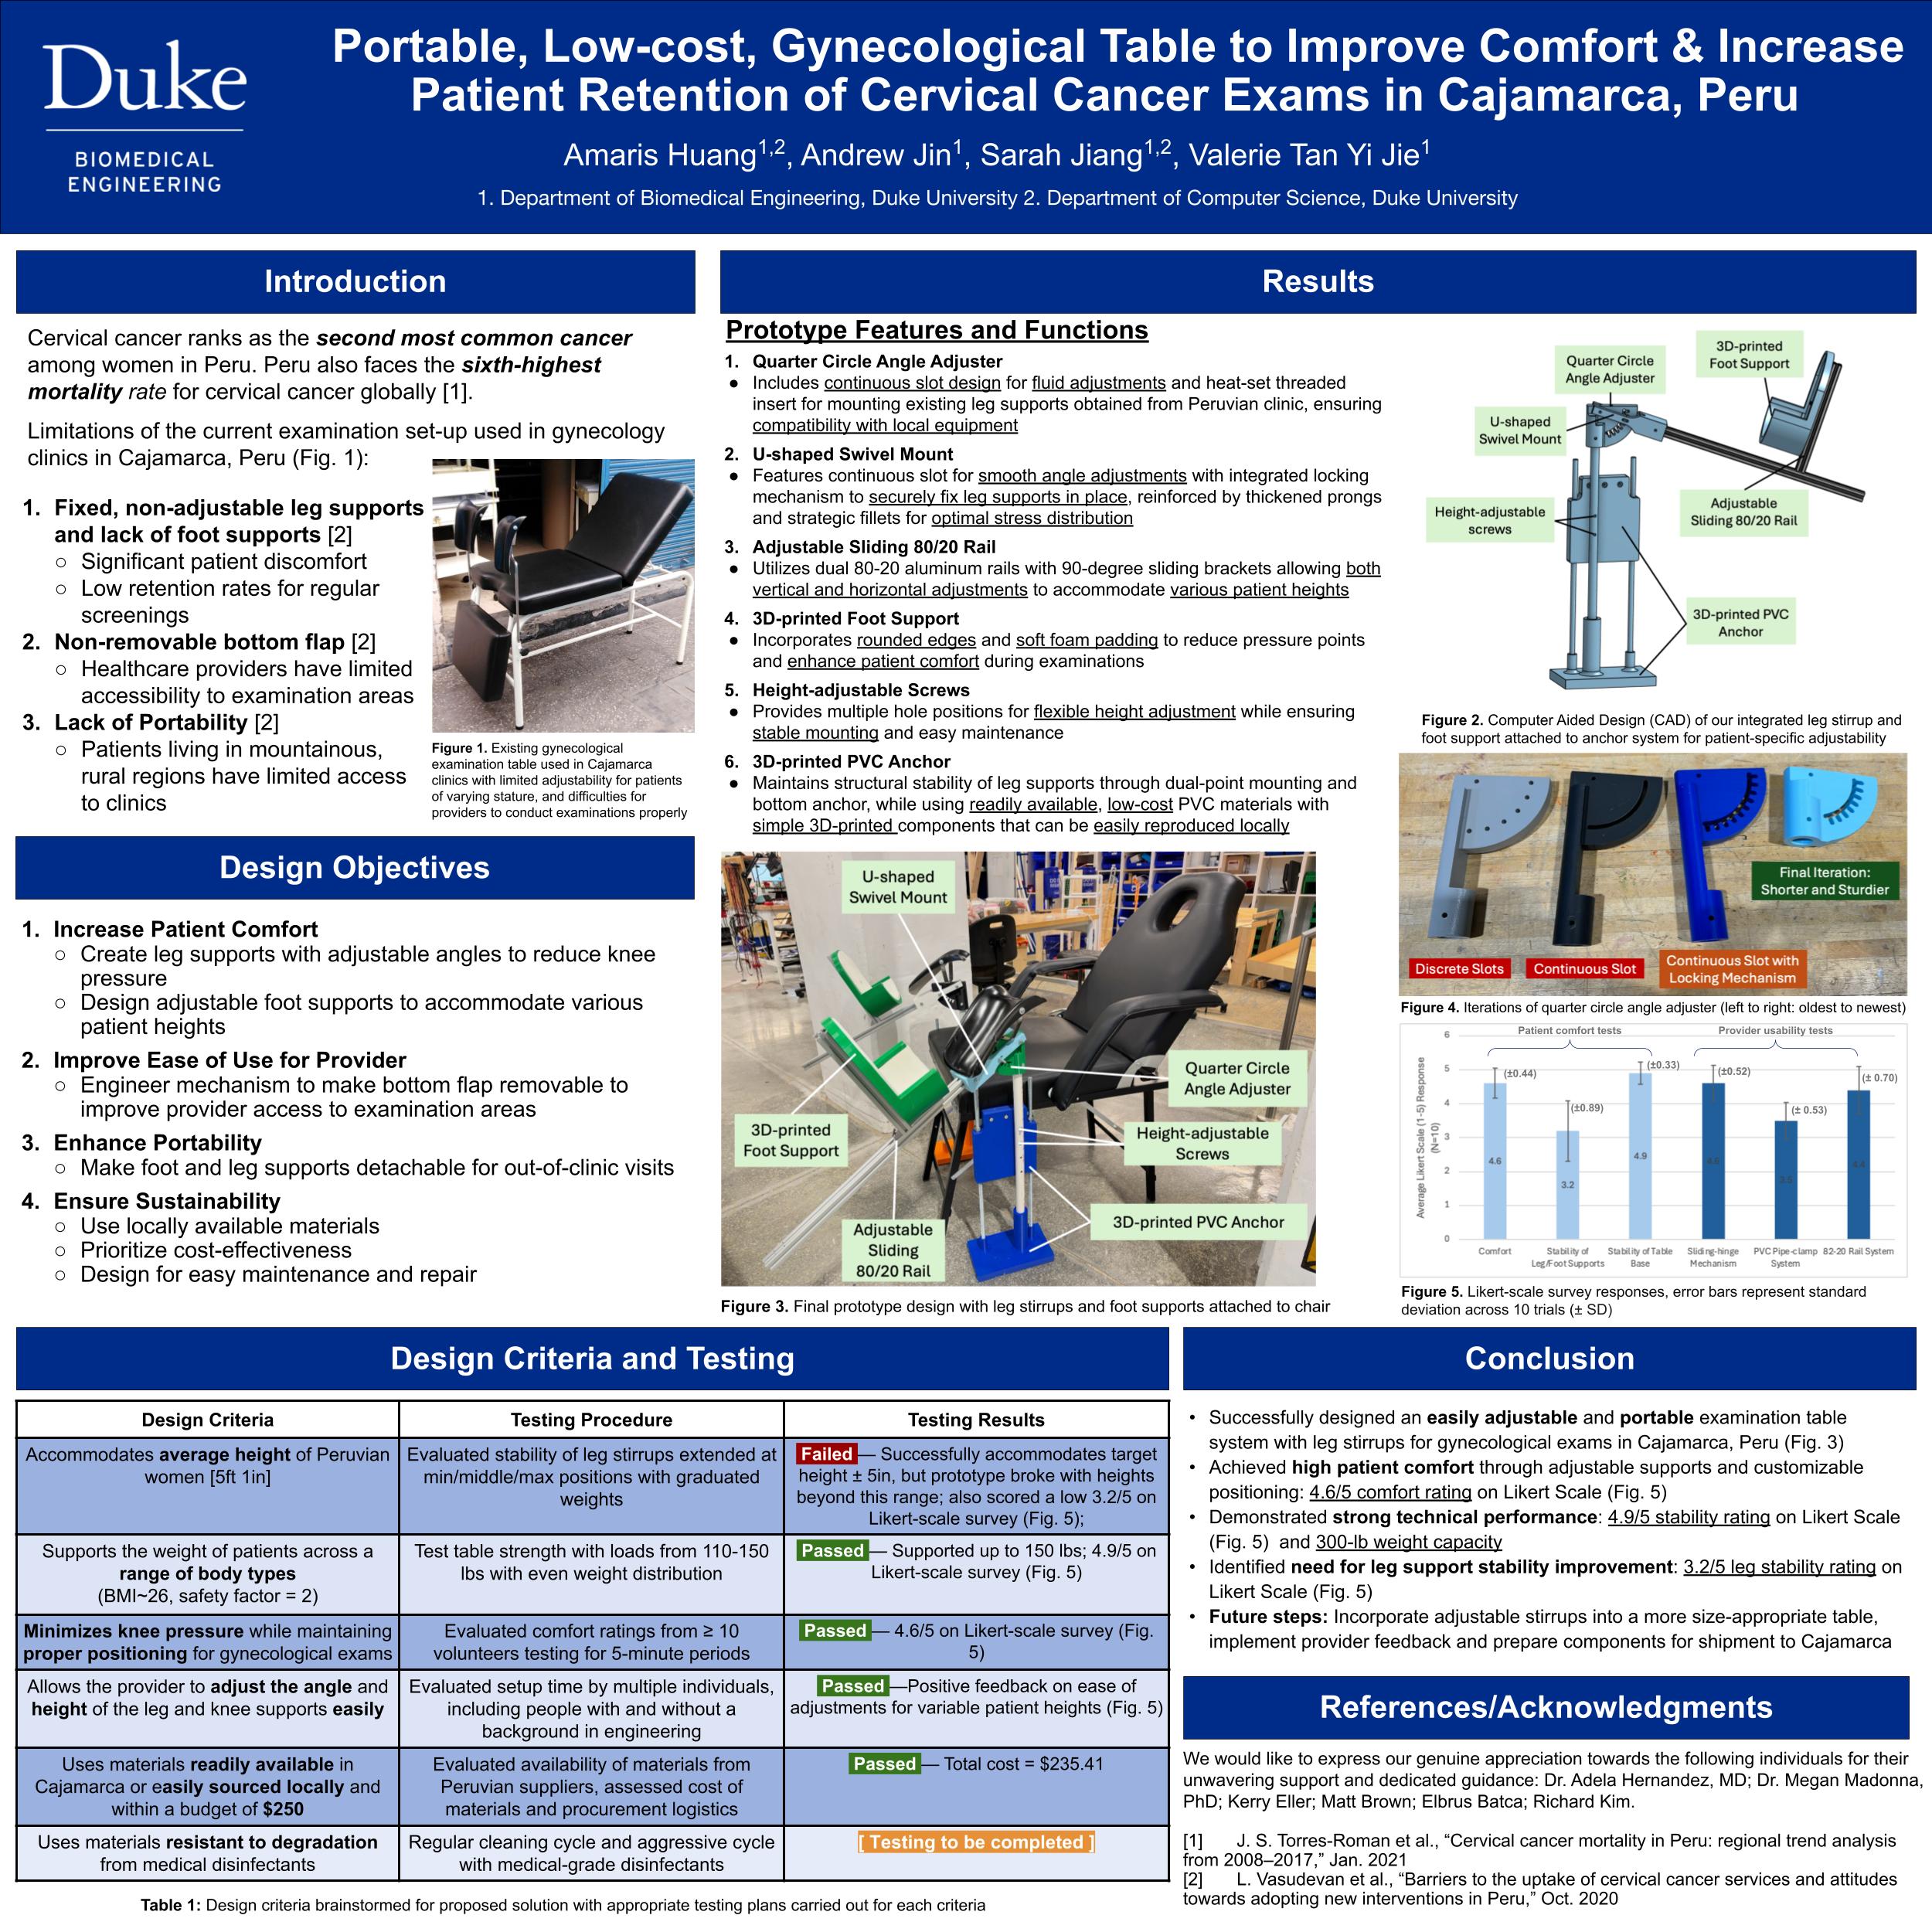 Duke
BIOMEDICAL
ENGINEERING
Portable, Low-cost, Gynecological Table to Improve Comfort & Increase
Patient Retention of Cervical Cancer Exams in Cajamarca, Peru
Amaris Huang1,2, Andrew Jin1, Sarah Jiang1,2, Valerie Tan Yi Jie1
1. Department of Biomedical Engineering, Duke University 2. Department of Computer Science, Duke University
Introduction
Cervical cancer ranks as the second most common cancer
among women in Peru. Peru also faces the sixth-highest
mortality rate for cervical cancer globally [1].
Limitations of the current examination set-up used in gynecology
clinics in Cajamarca, Peru (Fig. 1):
1. Fixed, non-adjustable leg supports
and lack of foot supports [2]
○ Significant patient discomfort
○ Low retention rates for regular
screenings
2. Non-removable bottom flap [2]
○ Healthcare providers have limited
accessibility to examination areas
3. Lack of Portability [2]
○ Patients living in mountainous,
rural regions have limited access
to clinics
Figure 1. Existing gynecological
examination table used in Cajamarca
clinics with limited adjustability for patients
of varying stature, and difficulties for
providers to conduct examinations properly
Design Objectives
1. Increase Patient Comfort
○ Create leg supports with adjustable angles to reduce knee
pressure
○ Design adjustable foot supports to accommodate various
patient heights
2. Improve Ease of Use for Provider
○ Engineer mechanism to make bottom flap removable to
improve provider access to examination areas
3. Enhance Portability
○ Make foot and leg supports detachable for out-of-clinic visits
4. Ensure Sustainability
○ Use locally available materials
○ Prioritize cost-effectiveness
○ Design for easy maintenance and repair
Results
Prototype Features and Functions
1. Quarter Circle Angle Adjuster
● Includes continuous slot design for fluid adjustments and heat-set threaded
insert for mounting existing leg supports obtained from Peruvian clinic, ensuring
compatibility with local equipment
2. U-shaped Swivel Mount
● Features continuous slot for smooth angle adjustments with integrated locking
mechanism to securely fix leg supports in place, reinforced by thickened prongs
and strategic fillets for optimal stress distribution
3. Adjustable Sliding 80/20 Rail
● Utilizes dual 80-20 aluminum rails with 90-degree sliding brackets allowing both
vertical and horizontal adjustments to accommodate various patient heights
4. 3D-printed Foot Support
● Incorporates rounded edges and soft foam padding to reduce pressure points
and enhance patient comfort during examinations
5. Height-adjustable Screws
● Provides multiple hole positions for flexible height adjustment while ensuring
stable mounting and easy maintenance
6. 3D-printed PVC Anchor
● Maintains structural stability of leg supports through dual-point mounting and
bottom anchor, while using readily available, low-cost PVC materials with
simple 3D-printed components that can be easily reproduced locally
3D-printed
Foot Support
Quarter Circle
Angle Adjuster
U-shaped
Swivel Mount
Adjustable
Sliding 80/20 Rail
Height-adjustable
screws
3D-printed PVC
Anchor
Figure 2. Computer Aided Design (CAD) of our integrated leg stirrup and
foot support attached to anchor system for patient-specific adjustability
Final Iteration:
Shorter and Sturdier
Discrete Slots
Continuous Slot
Continuous Slot with
Locking Mechanism
Figure 4. Iterations of quarter circle angle adjuster (left to right: oldest to newest)
U-shaped
Swivel Mount
Quarter Circle
Angle Adjuster
3D-printed
Foot Support
Height-adjustable
Screws
3D-printed PVC Anchor
Adjustable
Sliding
80/20 Rail
Figure 3. Final prototype design with leg stirrups and foot supports attached to chair
Patient comfort tests
Provider usability tests
Average Likert Scale (1-5) Response
(N=10)
6
5
4
3
2
1
0
(±0.44)
(±0.89)
(±0.33)
(±0.52)
(± 0.53)
(± 0.70)
4.6
3.2
4.9
4.6
3.5
4.4
Comfort
Stability of
Leg/Foot Supports
Stability of Table
Base
Sliding-hinge
Mechanism
PVC Pipe-clamp
System
82-20 Rail System
Figure 5. Likert-scale survey responses, error bars represent standard
deviation across 10 trials (± SD)
Design Criteria and Testing
Design Criteria
Testing Procedure
Testing Results
Accommodates average height of Peruvian
women [5ft 1in]
Evaluated stability of leg stirrups extended at
min/middle/max positions with graduated
weights
Failed — Successfully accommodates target
height ± 5in, but prototype broke with heights
beyond this range; also scored a low 3.2/5 on
Likert-scale survey (Fig. 5);
Supports the weight of patients across a
range of body types
(BMI~26, safety factor = 2)
Test table strength with loads from 110-150
lbs with even weight distribution
Passed — Supported up to 150 lbs; 4.9/5 on
Likert-scale survey (Fig. 5)
Minimizes knee pressure while maintaining
proper positioning for gynecological exams
Evaluated comfort ratings from ≥ 10
volunteers testing for 5-minute periods
Passed — 4.6/5 on Likert-scale survey (Fig.
5)
Allows the provider to adjust the angle and
height of the leg and knee supports easily
Evaluated setup time by multiple individuals,
including people with and without a
background in engineering
Passed —Positive feedback on ease of
adjustments for variable patient heights (Fig. 5)
Uses materials readily available in
Cajamarca or easily sourced locally and
within a budget of $250
Evaluated availability of materials from
Peruvian suppliers, assessed cost of
materials and procurement logistics
Passed — Total cost = $235.41
Uses materials resistant to degradation
from medical disinfectants
Regular cleaning cycle and aggressive cycle
with medical-grade disinfectants
[ Testing to be completed ]
Table 1: Design criteria brainstormed for proposed solution with appropriate testing plans carried out for each criteria
Conclusion
• Successfully designed an easily adjustable and portable examination table
system with leg stirrups for gynecological exams in Cajamarca, Peru (Fig. 3)
• Achieved high patient comfort through adjustable supports and customizable
positioning: 4.6/5 comfort rating on Likert Scale (Fig. 5)
• Demonstrated strong technical performance: 4.9/5 stability rating on Likert Scale
(Fig. 5) and 300-lb weight capacity
• Identified need for leg support stability improvement: 3.2/5 leg stability rating on
Likert Scale (Fig. 5)
• Future steps: Incorporate adjustable stirrups into a more size-appropriate table,
implement provider feedback and prepare components for shipment to Cajamarca
References/Acknowledgments
We would like to express our genuine appreciation towards the following individuals for their
unwavering support and dedicated guidance: Dr. Adela Hernandez, MD; Dr. Megan Madonna,
PhD; Kerry Eller; Matt Brown; Elbrus Batca; Richard Kim.
[1] J. S. Torres-Roman et al., “Cervical cancer mortality in Peru: regional trend analysis
from 2008–2017,” Jan. 2021
[2] L. Vasudevan et al., “Barriers to the uptake of cervical cancer services and attitudes
towards adopting new interventions in Peru,” Oct. 2020